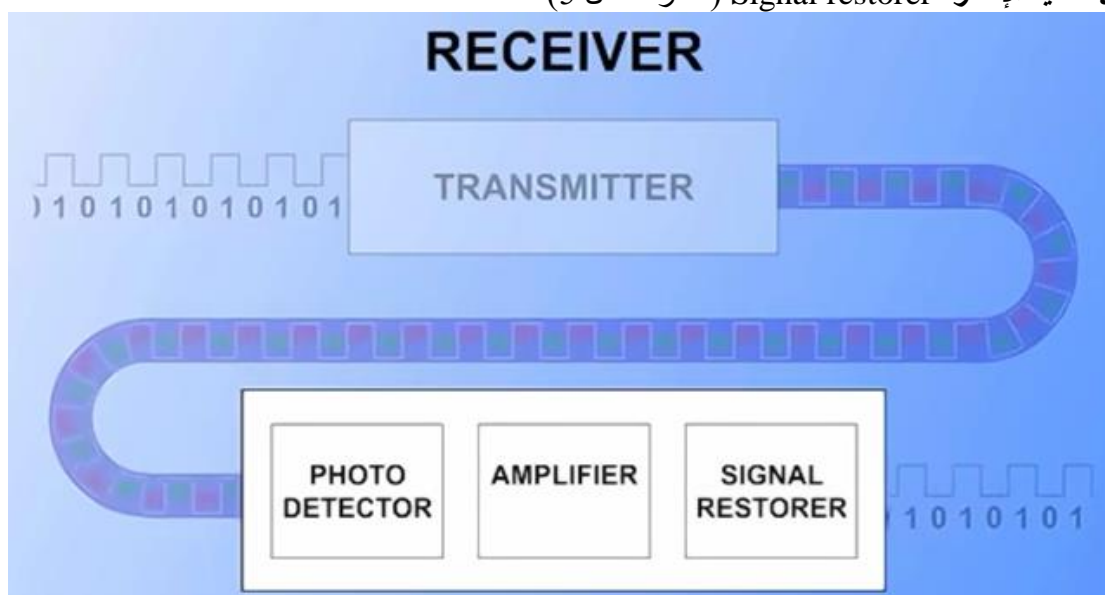 Signal restorer
RECEIVER
TRANSMITTER
1 0 1 0 1 0 1 0 1 0 1
PHOTO
DETECTOR
AMPLIFIER
SIGNAL
RESTORER
1 0 1 0 1 0 1